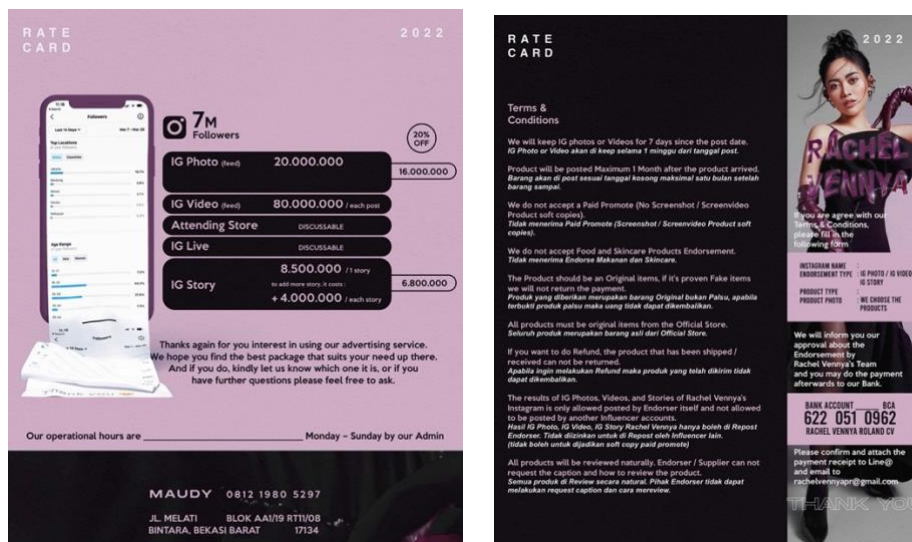 RATE
CARD
2022
Followers
7M
Followers
20%
OFF
IG Photo (feed) 20.000.000
16.000.000
IG Video (feed) 80.000.000 / each post
Attending Store DISCUSSABLE
IG Live DISCUSSABLE
8.500.000 / 1 story
IG Story
to add more story, it costs :
+ 4.000.000 / each story
6.800.000
Thanks again for you interest in using our advertising service.
We hope you find the best package that suits your need up there.
And if you do, kindly let us know which one it is, or if you
have further questions please feel free to ask.
Our operational hours are Monday – Sunday by our Admin
MAUDY 0812 1980 5297
JL. MELATI BLOK AA1/19 RT11/08
BINTARA, BEKASI BARAT 17134
RATE
CARD
Terms &
Conditions
We will keep IG photos or Videos for 7 days since the post date.
IG Photo or Video akan di keep selama 1 minggu dari tanggal post.
Product will be posted Maximum 1 Month after the product arrived.
Barang akan di post sesuai tanggal kosong maksimal satu bulan setelah
barang sampai.
We do not accept a Paid Promote (No Screenshot / Screenvideo
Product soft copies).
Tidak menerima Paid Promote (Screenshot / Screenvideo Product soft
copies).
We do not accept Food and Skincare Products Endorsement.
Tidak menerima Endorse Makanan dan Skincare.
The Product should be an Original items, if it's proven Fake items
we will not return the payment.
Produk yang diberikan merupakan barang Original bukan Palsu, apabila
terbukti produk palsu maka uang tidak dapat dikembalikan.
All products must be original items from the Official Store.
Seluruh produk merupakan barang asli dari Official Store.
If you want to do Refund, the product that has been shipped /
received can not be returned.
Apabila ingin melakukan Refund maka produk yang telah dikirim tidak
dapat dikembalikan.
The results of IG Photos, Videos, and Stories of Rachel Vennya's
Instagram is only allowed posted by Endorser itself and not allowed
to be posted by another Influencer accounts.
Hasil IG Photo, IG Video, IG Story Rachel Vennya hanya boleh di Repost
Endorser. Tidak diizinkan untuk di Repost oleh Influencer lain.
(tidak boleh untuk dijadikan soft copy paid promote)
All products will be reviewed naturally, Endorser / Supplier can not
request the caption and how to review the product.
Semua produk di Review secara natural. Pihak Endorser tidak dapat
melakukan request caption dan cara mereview.
2022
RACHEL
VENNYA
If you are agree with our
Terms & Conditions,
please fill in the
following form
INSTAGRAM NAME :
ENDORSEMENT TYPE : IG PHOTO / IG VIDEO
IG STORY
PRODUCT TYPE :
PRODUCT PHOTO : WE CHOOSE THE
PRODUCTS
We will inform you our
approval about the
Endorsement by
Rachel Vennya's Team
and you may do the payment
afterwards to our Bank.
BANK ACCOUNT BCA
622 051 0962
RACHEL VENNYA ROLAND CV
Please confirm and attach the
payment receipt to Line@
and email to
rachelvennyapr@gmail.com
THANK YOU